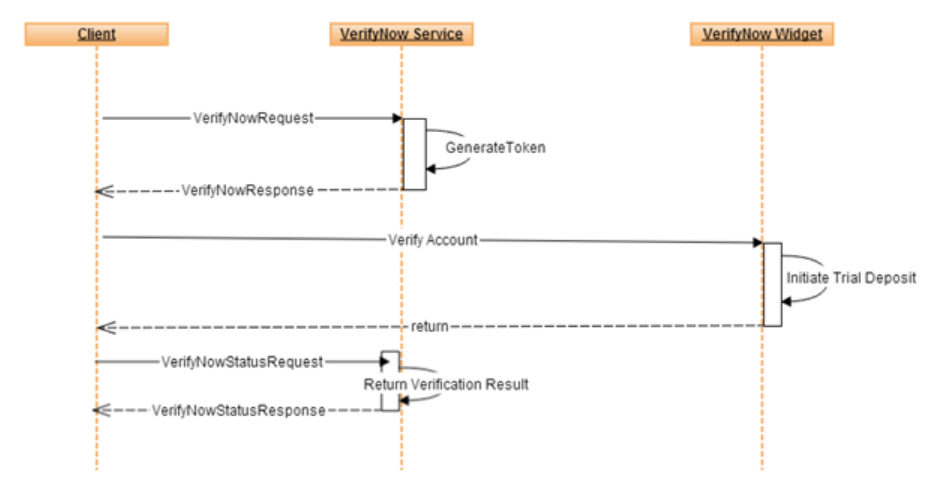 Client
VerifyNow Service
VerifyNow Widget
VerifyNowRequest
GenerateToken
VerifyNowResponse
Verify Account
Initiate Trial Deposit
return
VerifyNowStatusRequest
Return Verification Result
VerifyNowStatusResponse